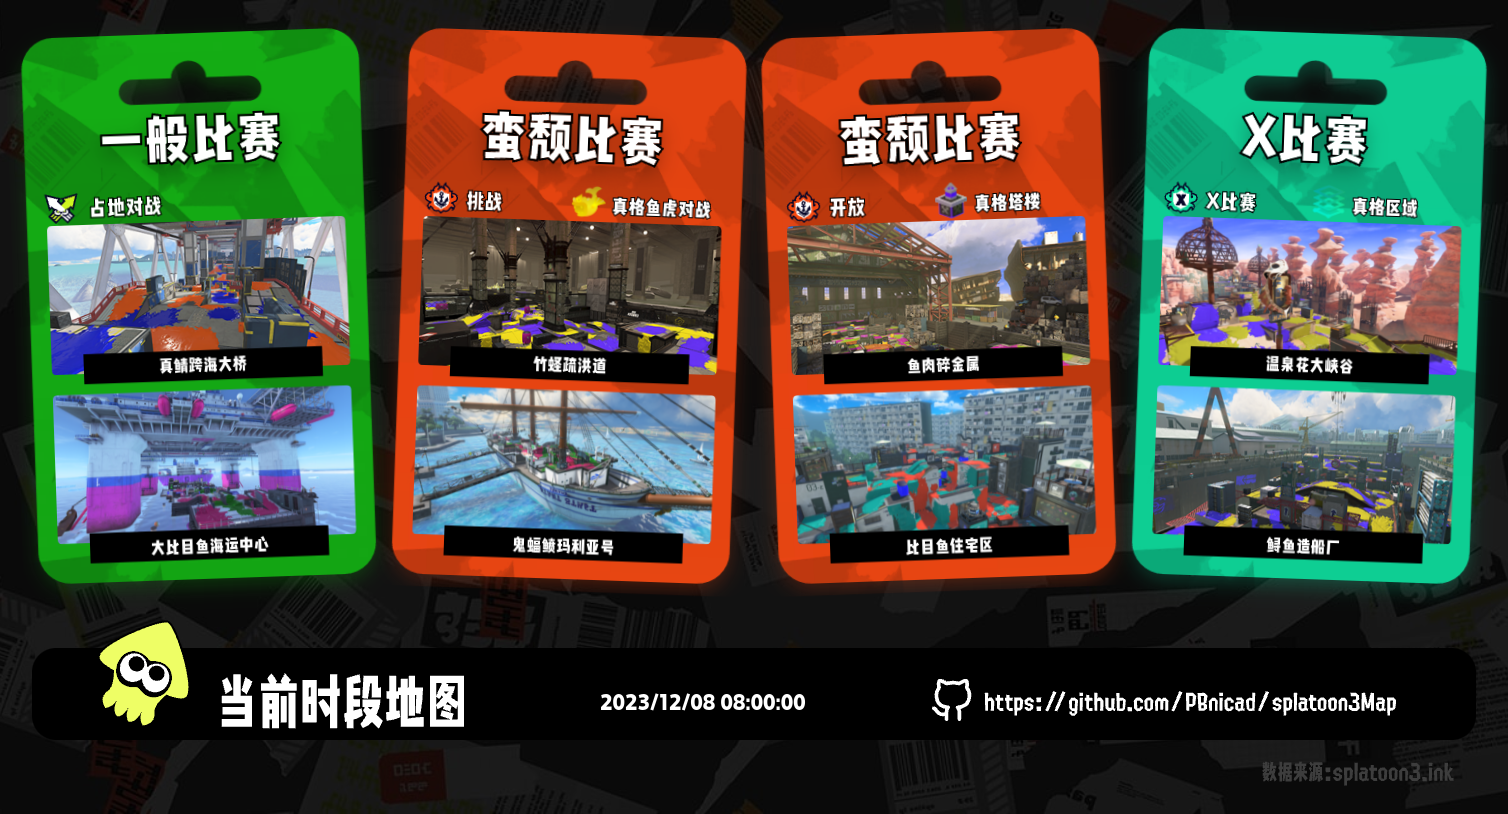 一般比赛
占地对战
真鲷跨海大桥
大比目鱼海运中心
蛮颓比赛
挑战
真格鱼虎对战
竹蛏疏洪道
鬼蝠鲼玛利亚号
蛮颓比赛
开放
真格塔楼
鱼肉碎金属
比目鱼住宅区
X比赛
X比赛
真格区域
温泉花大峡谷
鲟鱼造船厂
当前时段地图
2023/12/08 08:00:00
https://github.com/PBnicad/splatoon3Map
数据来源:splatoon3.ink